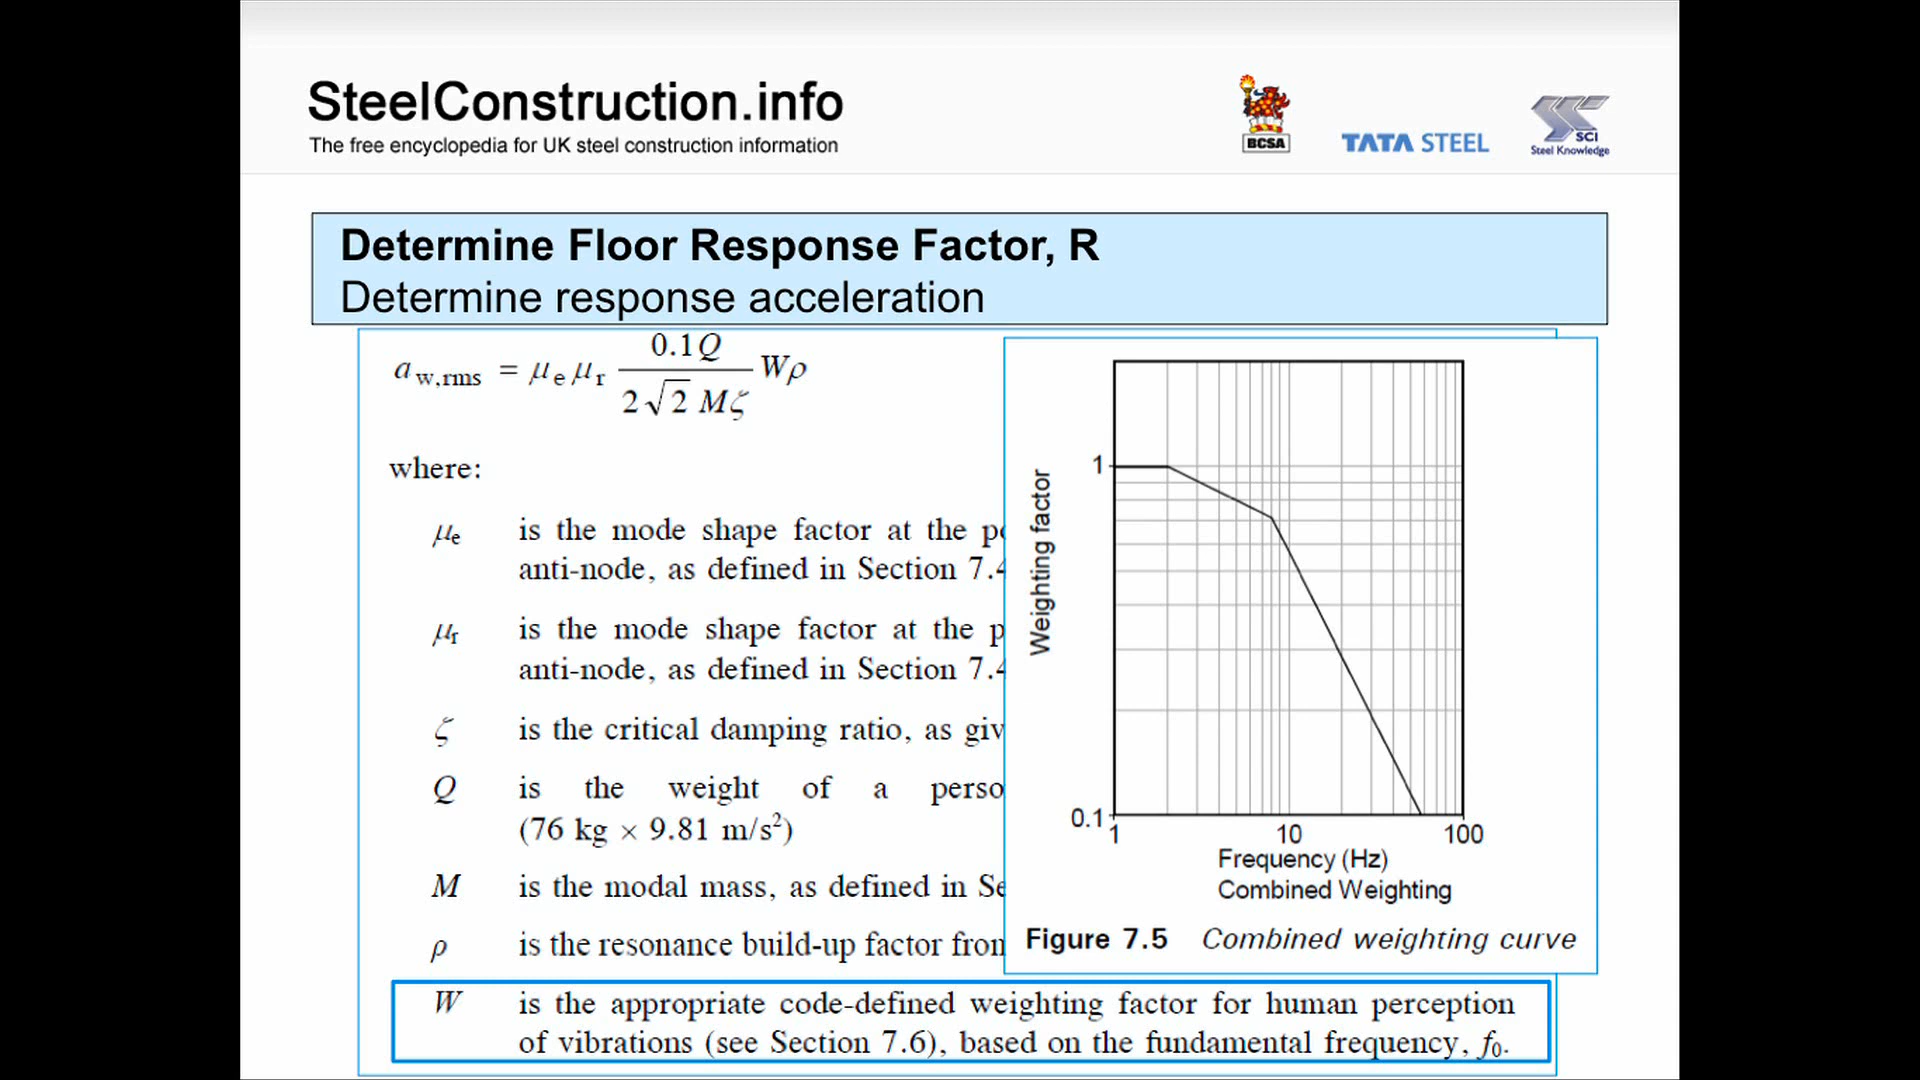 SteelConstruction.info
The free encyclopedia for UK steel construction information
BCSA
TATA STEEL
SCI
Steel Knowledge
Determine Floor Response Factor, R
Determine response acceleration
a w,rms = μe μr 0.1Q / 2√2 Mζ Wρ
where:
μe is the mode shape factor at the
anti-node, as defined in Section 7.4
μr is the mode shape factor at the
anti-node, as defined in Section 7.4
ζ is the critical damping ratio, as
Q is the weight of a
(76 kg × 9.81 m/s²)
M is the modal mass, as defined in
ρ is the resonance build-up factor
W is the appropriate code-defined weighting factor for human perception
of vibrations (see Section 7.6), based on the fundamental frequency, f0.
Weighting factor
1
0.1
1 10 100
Frequency (Hz)
Combined Weighting
Figure 7.5 Combined weighting curve